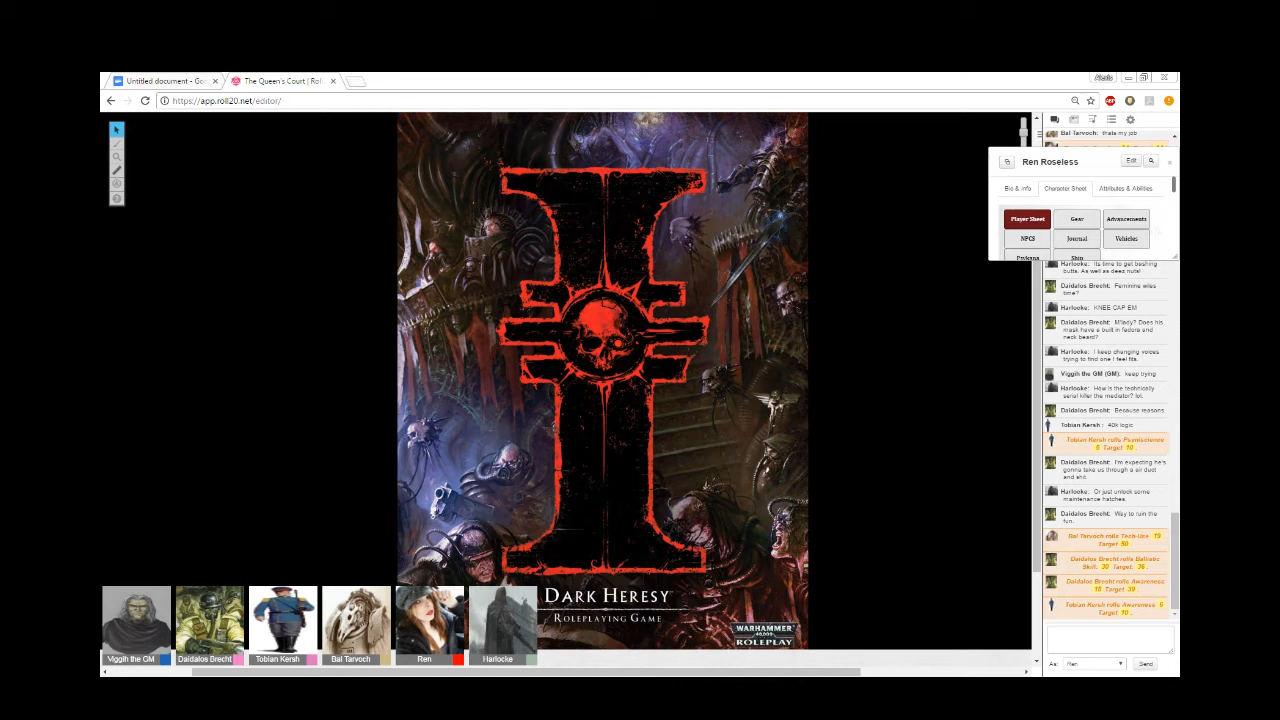 Untitled document - Goo
The Queen's Court | Roll
Alexis
https://app.roll20.net/editor/
ABP
Bal Tarvoch: thats my job
Ren Roseless
Edit
Bio & Info
Character Sheet
Attributes & Abilities
Player Sheet
Gear
Advancements
NPCS
Journal
Vehicles
Psykana
Ship
Harlocke: Its time to get bashing
butts. As well as deez nuts!
Daidalos Brecht: Feminine wiles
time?
Harlocke: KNEE CAP EM
Daidalos Brecht: M'lady? Does his
mask have a built in fedora and
neck beard?
Harlocke: I keep changing voices
trying to find one I feel fits.
Viggih the GM (GM): keep trying
Harlocke: How is the technically
serial killer the mediator? lol.
Daidalos Brecht: Because reasons
Tobian Kersh : 40k logic
Tobian Kersh rolls Psyniscience
5 Target 10 .
Daidalos Brecht: I'm expecting he's
gonna take us through a air duct
and shit.
Harlocke: Or just unlock some
maintenance hatches.
Daidalos Brecht: Way to ruin the
fun.
Bal Tarvoch rolls Tech-Use 19
Target 50 .
Daidalos Brecht rolls Ballistic
Skill. 30 Target: 36 .
Daidalos Brecht rolls Awareness
15 Target 39
Tobian Kersh rolls Awareness 6
Target 10 .
As:
Ren
Send
DARK HERESY
ROLEPLAYING GAME
WARHAMMER
40,000
ROLEPLAY
Viggih the GM
Daidalos Brecht
Tobian Kersh
Bal Tarvoch
Ren
Harlocke